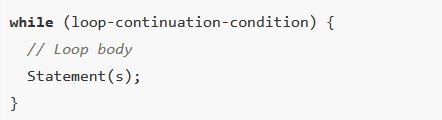 while (loop-continuation-condition) {
  // Loop body
  Statement(s);
}